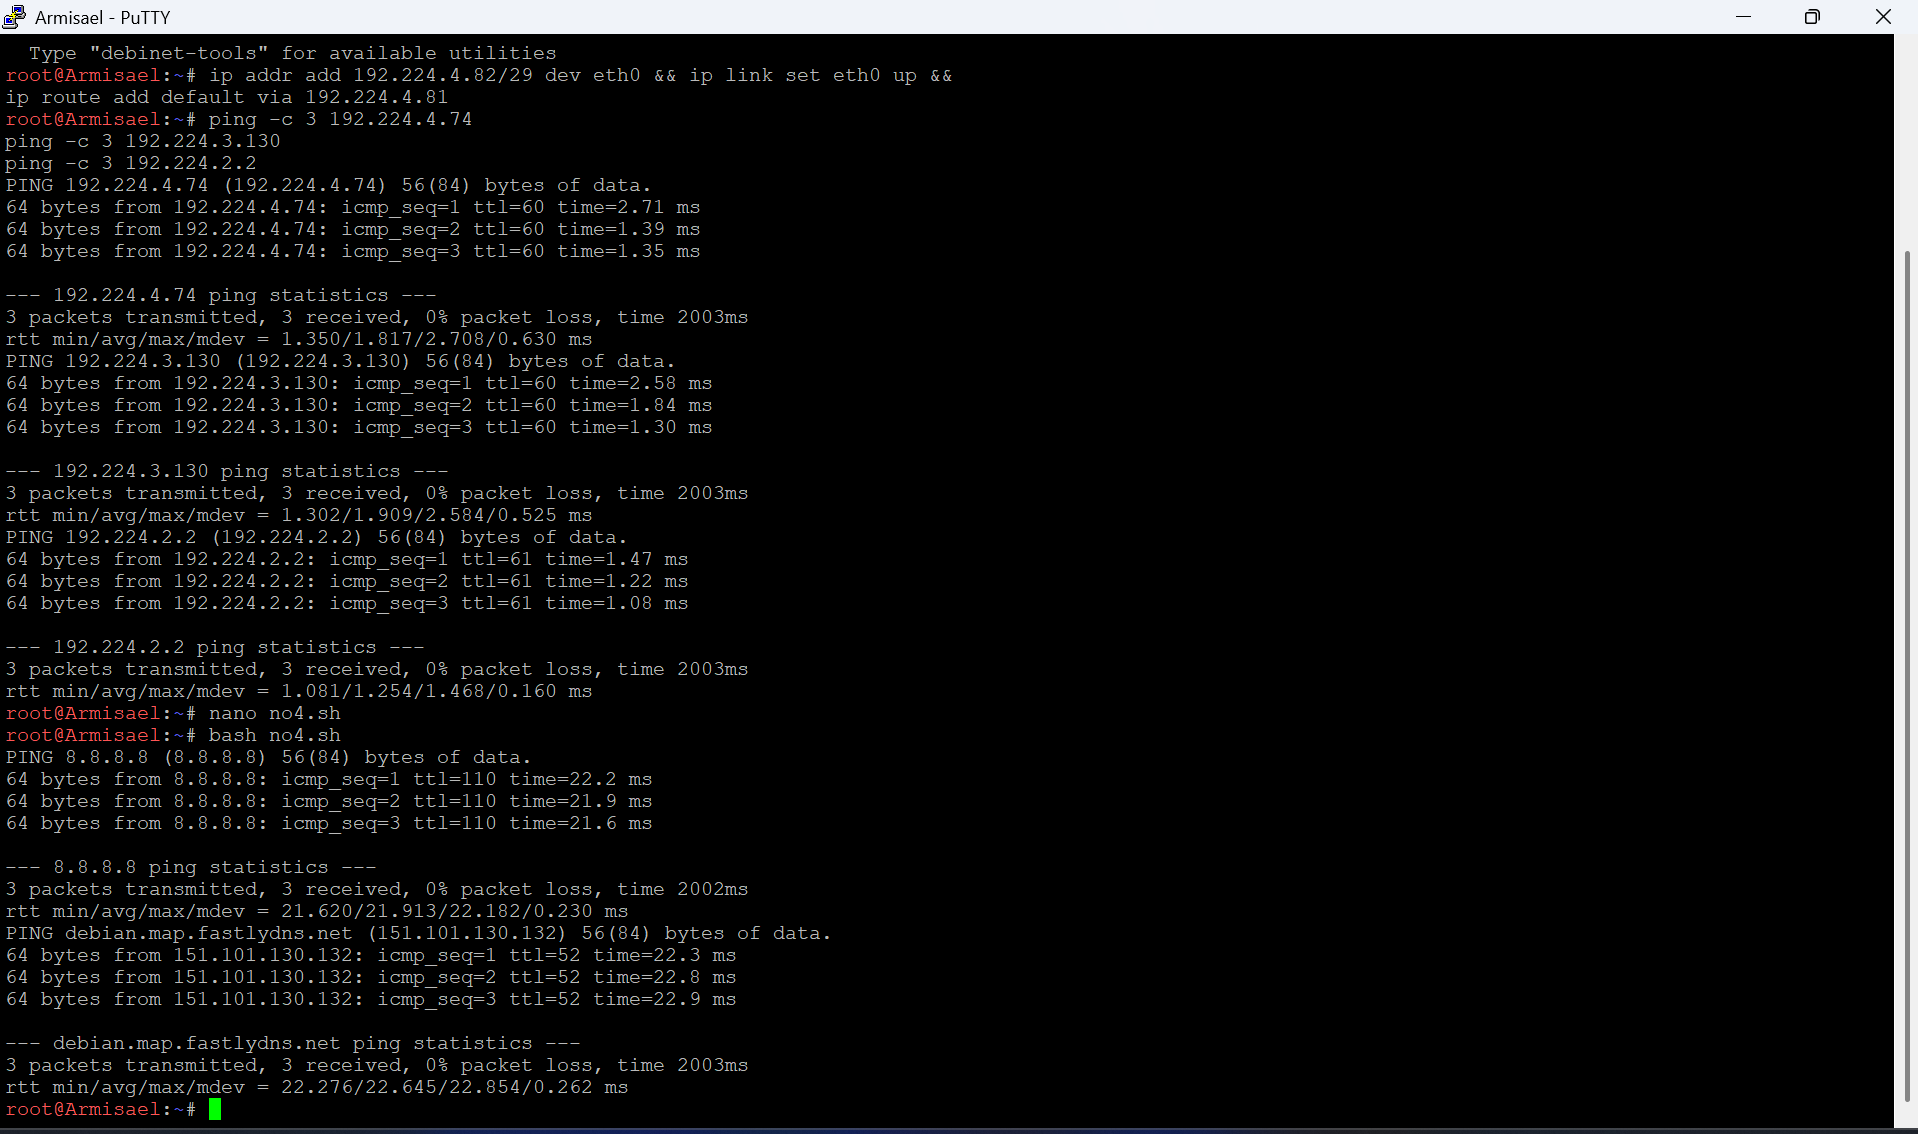 Armisael - PuTTY
  Type "debinet-tools" for available utilities
root@Armisael:~# ip addr add 192.224.4.82/29 dev eth0 && ip link set eth0 up &&
ip route add default via 192.224.4.81
root@Armisael:~# ping -c 3 192.224.4.74
ping -c 3 192.224.3.130
ping -c 3 192.224.2.2
PING 192.224.4.74 (192.224.4.74) 56(84) bytes of data.
64 bytes from 192.224.4.74: icmp_seq=1 ttl=60 time=2.71 ms
64 bytes from 192.224.4.74: icmp_seq=2 ttl=60 time=1.39 ms
64 bytes from 192.224.4.74: icmp_seq=3 ttl=60 time=1.35 ms

--- 192.224.4.74 ping statistics ---
3 packets transmitted, 3 received, 0% packet loss, time 2003ms
rtt min/avg/max/mdev = 1.350/1.817/2.708/0.630 ms
PING 192.224.3.130 (192.224.3.130) 56(84) bytes of data.
64 bytes from 192.224.3.130: icmp_seq=1 ttl=60 time=2.58 ms
64 bytes from 192.224.3.130: icmp_seq=2 ttl=60 time=1.84 ms
64 bytes from 192.224.3.130: icmp_seq=3 ttl=60 time=1.30 ms

--- 192.224.3.130 ping statistics ---
3 packets transmitted, 3 received, 0% packet loss, time 2003ms
rtt min/avg/max/mdev = 1.302/1.909/2.584/0.525 ms
PING 192.224.2.2 (192.224.2.2) 56(84) bytes of data.
64 bytes from 192.224.2.2: icmp_seq=1 ttl=61 time=1.47 ms
64 bytes from 192.224.2.2: icmp_seq=2 ttl=61 time=1.22 ms
64 bytes from 192.224.2.2: icmp_seq=3 ttl=61 time=1.08 ms

--- 192.224.2.2 ping statistics ---
3 packets transmitted, 3 received, 0% packet loss, time 2003ms
rtt min/avg/max/mdev = 1.081/1.254/1.468/0.160 ms
root@Armisael:~# nano no4.sh
root@Armisael:~# bash no4.sh
PING 8.8.8.8 (8.8.8.8) 56(84) bytes of data.
64 bytes from 8.8.8.8: icmp_seq=1 ttl=110 time=22.2 ms
64 bytes from 8.8.8.8: icmp_seq=2 ttl=110 time=21.9 ms
64 bytes from 8.8.8.8: icmp_seq=3 ttl=110 time=21.6 ms

--- 8.8.8.8 ping statistics ---
3 packets transmitted, 3 received, 0% packet loss, time 2002ms
rtt min/avg/max/mdev = 21.620/21.913/22.182/0.230 ms
PING debian.map.fastlydns.net (151.101.130.132) 56(84) bytes of data.
64 bytes from 151.101.130.132: icmp_seq=1 ttl=52 time=22.3 ms
64 bytes from 151.101.130.132: icmp_seq=2 ttl=52 time=22.8 ms
64 bytes from 151.101.130.132: icmp_seq=3 ttl=52 time=22.9 ms

--- debian.map.fastlydns.net ping statistics ---
3 packets transmitted, 3 received, 0% packet loss, time 2003ms
rtt min/avg/max/mdev = 22.276/22.645/22.854/0.262 ms
root@Armisael:~#